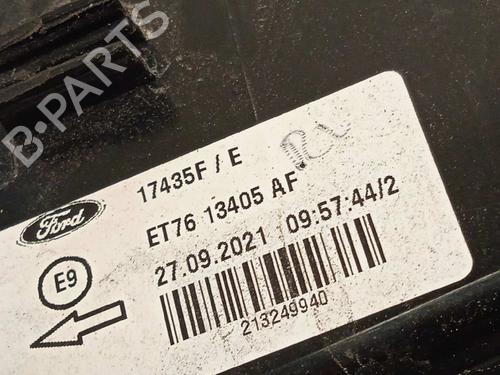 B-PARTS
17435F / E
Ford
ET76 13405 AF
27.09.2021 09:57:44/2
E9
213249940